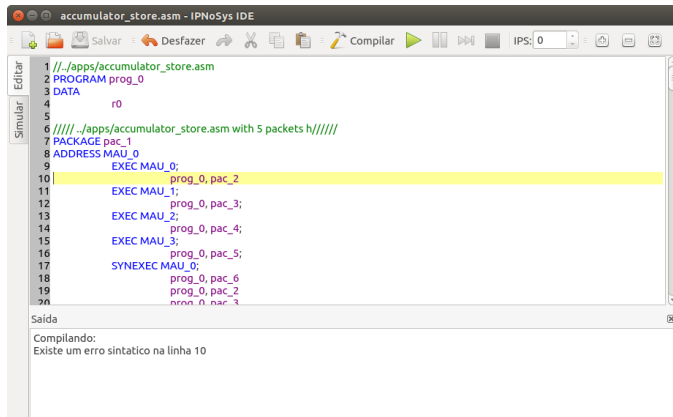 accumulator_store.asm - IPNoSys IDE
Salvar Desfazer Compilar IPS: 0
Editar
Simular
1 //../apps/accumulator_store.asm
2 PROGRAM prog_0
3 DATA
4 r0
5
6 ///// ../apps/accumulator_store.asm with 5 packets h//////
7 PACKAGE pac_1
8 ADDRESS MAU_0
9 EXEC MAU_0;
10 prog_0, pac_2
11 EXEC MAU_1;
12 prog_0, pac_3;
13 EXEC MAU_2;
14 prog_0, pac_4;
15 EXEC MAU_3;
16 prog_0, pac_5;
17 SYNEXEC MAU_0;
18 prog_0, pac_6
19 prog_0, pac_2
20 prog_0, pac_3
Saída
Compilando:
Existe um erro sintatico na linha 10